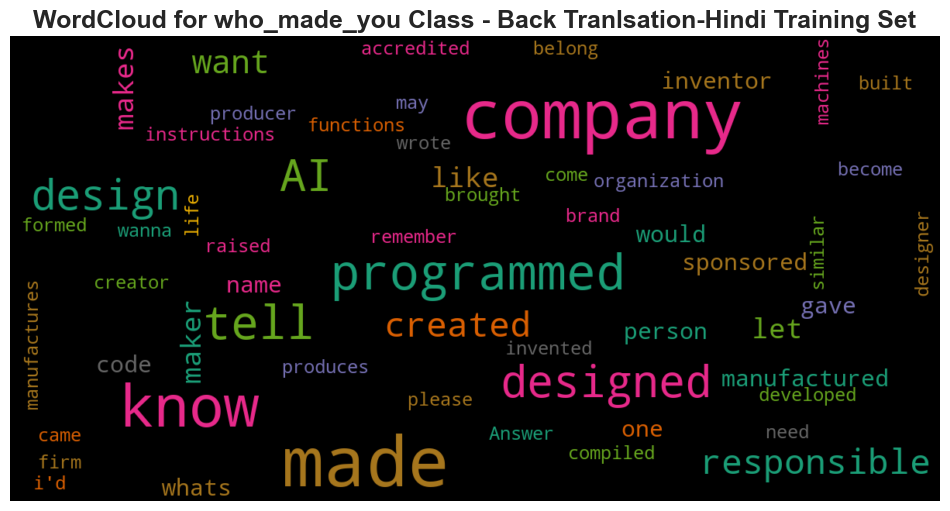 WordCloud for who_made_you Class - Back Tranlsation-Hindi Training Set
makes
want
accredited
belong
inventor
machines
built
producer
may
company
instructions
functions
wrote
AI
like
come
organization
become
design
life
brought
brand
formed
wanna
raised
remember
would
similar
designer
creator
name
programmed
sponsored
manufactures
maker
tell
created
person
let
gave
code
produces
invented
designed
manufactured
developed
know
please
came
made
Answer
one
need
firm
compiled
responsible
i'd
whats